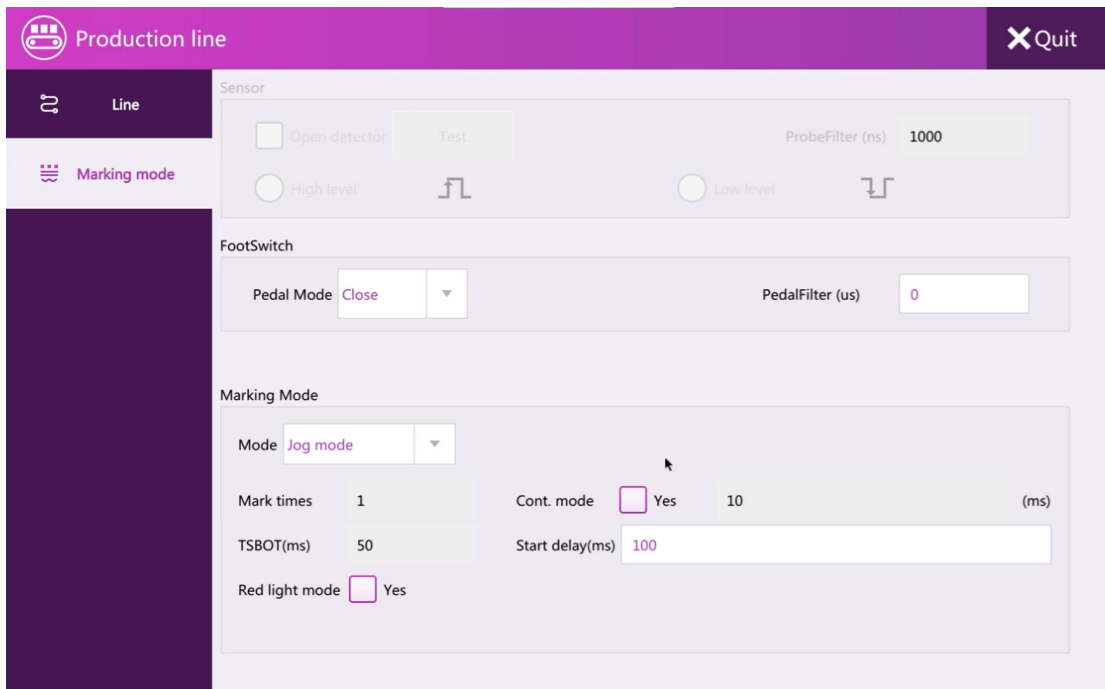 Production line
Quit
Line
Marking mode
Sensor
Open detector Test ProbeFilter (ns) 1000
High level Low level
FootSwitch
Pedal Mode Close PedalFilter (us) 0
Marking Mode
Mode Jog mode
Mark times 1 Cont. mode Yes 10 (ms)
TSBOT(ms) 50 Start delay(ms) 100
Red light mode Yes